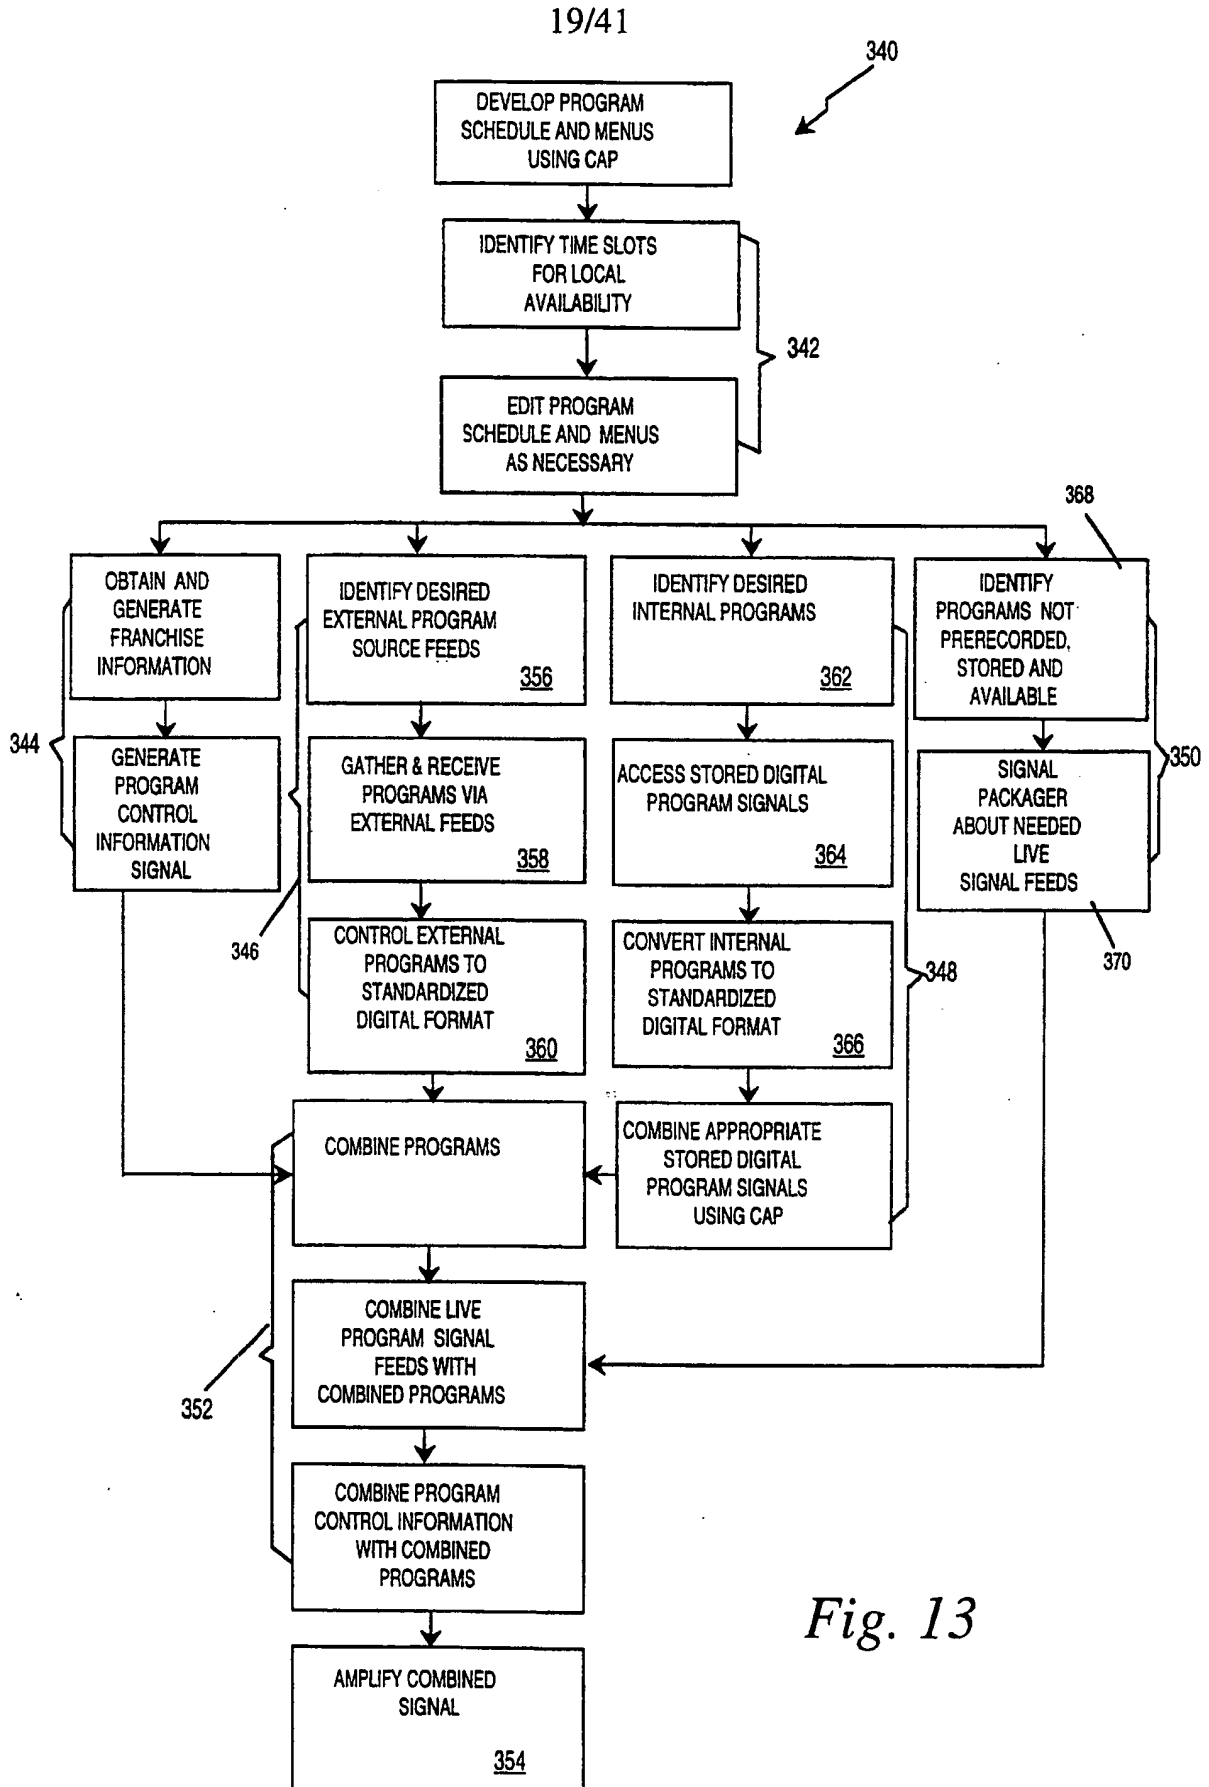 19/41
340
DEVELOP PROGRAM
SCHEDULE AND MENUS
USING CAP
IDENTIFY TIME SLOTS
FOR LOCAL
AVAILABILITY
342
EDIT PROGRAM
SCHEDULE AND MENUS
AS NECESSARY
344
OBTAIN AND
GENERATE
FRANCHISE
INFORMATION
GENERATE
PROGRAM
CONTROL
INFORMATION
SIGNAL
346
IDENTIFY DESIRED
EXTERNAL PROGRAM
SOURCE FEEDS
356
GATHER & RECEIVE
PROGRAMS VIA
EXTERNAL FEEDS
358
CONTROL EXTERNAL
PROGRAMS TO
STANDARDIZED
DIGITAL FORMAT
360
IDENTIFY DESIRED
INTERNAL PROGRAMS
362
ACCESS STORED DIGITAL
PROGRAM SIGNALS
364
CONVERT INTERNAL
PROGRAMS TO
STANDARDIZED
DIGITAL FORMAT
366
348
COMBINE APPROPRIATE
STORED DIGITAL
PROGRAM SIGNALS
USING CAP
368
IDENTIFY
PROGRAMS NOT
PRERECORDED,
STORED AND
AVAILABLE
350
SIGNAL
PACKAGER
ABOUT NEEDED
LIVE
SIGNAL FEEDS
370
COMBINE PROGRAMS
352
COMBINE LIVE
PROGRAM SIGNAL
FEEDS WITH
COMBINED PROGRAMS
COMBINE PROGRAM
CONTROL INFORMATION
WITH COMBINED
PROGRAMS
AMPLIFY COMBINED
SIGNAL
354
Fig. 13